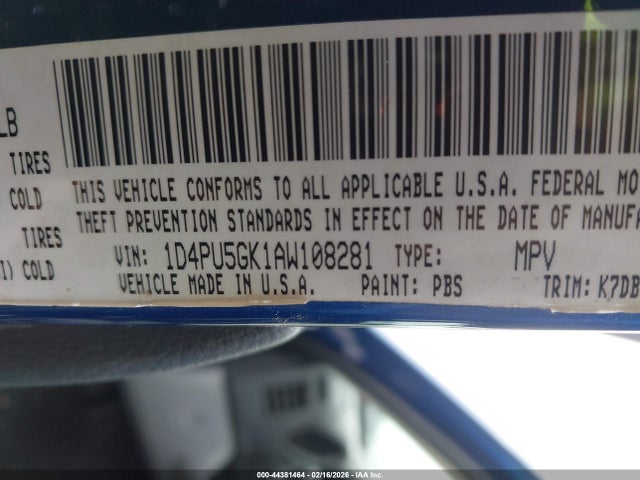 LB
TIRES
COLD
TIRES
) COLD
THIS VEHICLE CONFORMS TO ALL APPLICABLE U.S.A. FEDERAL MO
THEFT PREVENTION STANDARDS IN EFFECT ON THE DATE OF MANUFA
VIN: 1D4PU5GK1AW108281 TYPE: MPV
VEHICLE MADE IN U.S.A. PAINT: PBS TRIM: K7DB
000-44381464 - 02/16/2026 - IAA Inc.